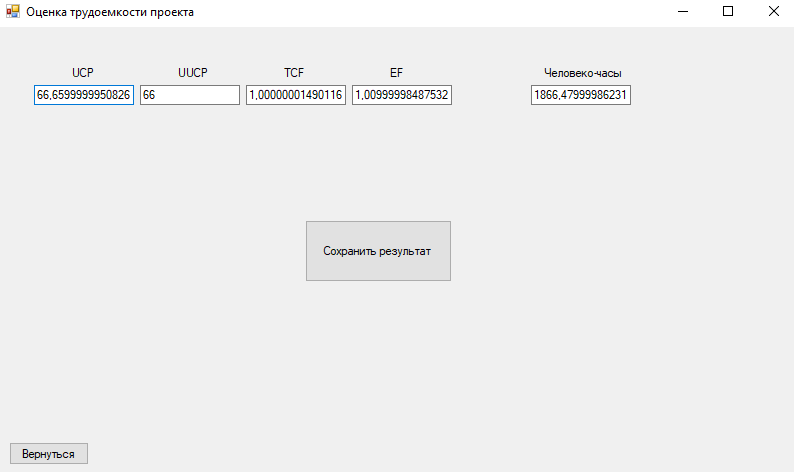 Оценка трудоемкости проекта
UCP UUCP TCF EF Человеко-часы
66,6599999950826 66 1,00000001490116 1,00999998487532 1866,47999986231
Сохранить результат
Вернуться